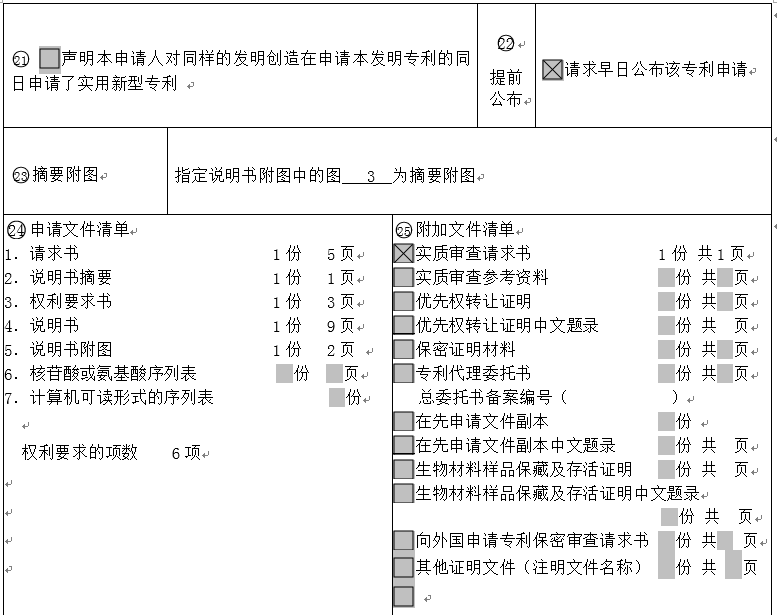 ㉑ 声明本申请人对同样的发明创造在申请本发明专利的同
日申请了实用新型专利
㉒
提前
公布
请求早日公布该专利申请
㉓摘要附图
指定说明书附图中的图 3 为摘要附图
㉔申请文件清单
1. 请求书 1份 5页
2. 说明书摘要 1份 1页
3. 权利要求书 1份 3页
4. 说明书 1份 9页
5. 说明书附图 1份 2页
6. 核苷酸或氨基酸序列表 份 页
7. 计算机可读形式的序列表 份
权利要求的项数 6项
㉕附加文件清单
实质审查请求书 1份 共1页
实质审查参考资料 份 共 页
优先权转让证明 份 共 页
优先权转让证明中文题录 份 共 页
保密证明材料 份 共 页
专利代理委托书 份 共 页
总委托书备案编号（ ）
在先申请文件副本 份
在先申请文件副本中文题录 份 共 页
生物材料样品保藏及存活证明 份 共 页
生物材料样品保藏及存活证明中文题录
份 共 页
向外国申请专利保密审查请求书 份 共 页
其他证明文件（注明文件名称） 份 共 页